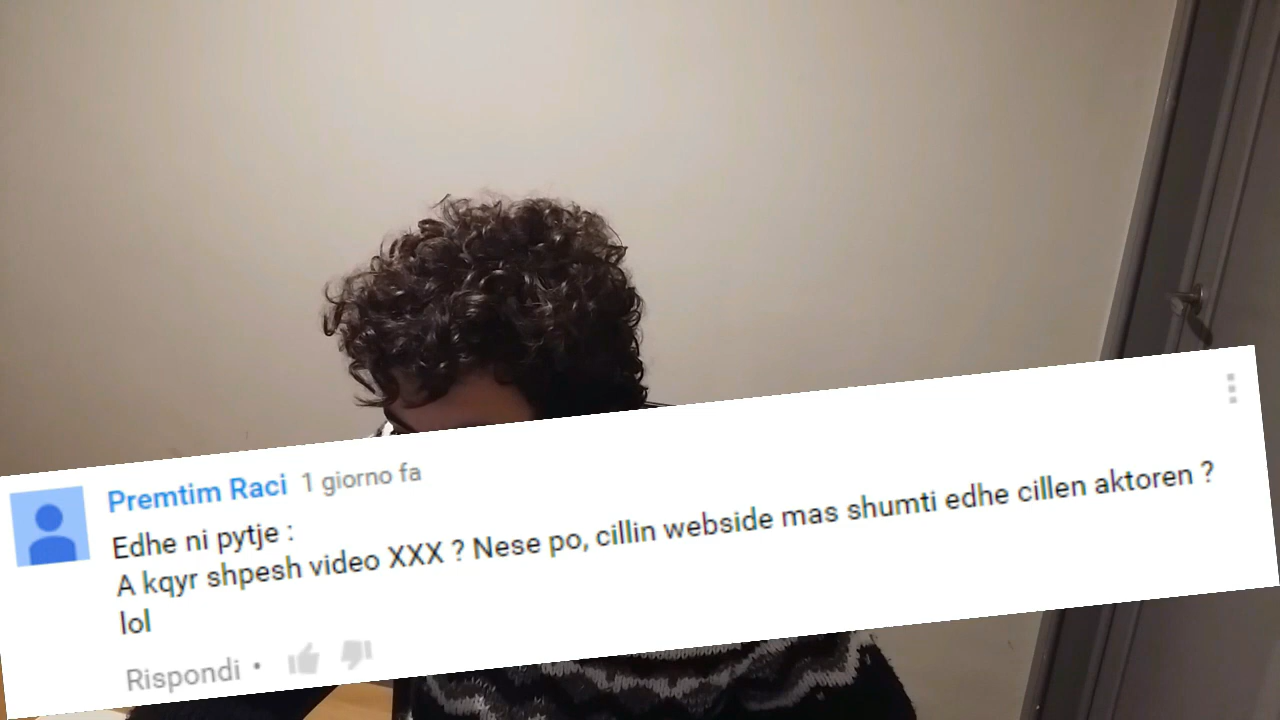 Premtim Raci 1 giorno fa
Edhe ni pytje :
A kqyr shpesh video XXX ? Nese po, cillin webside mas shumti edhe cillen aktoren ?
lol
Rispondi •